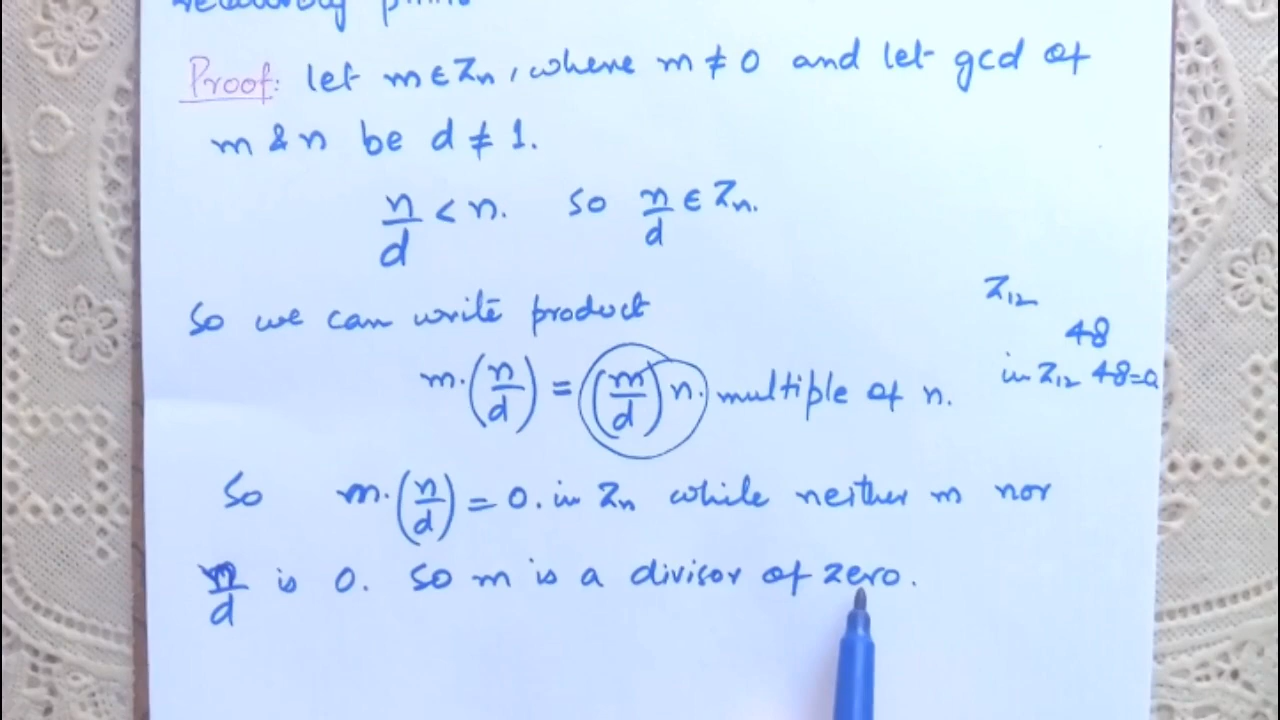 Proof: let m ∈ Zn, where m ≠ 0 and let gcd of
m & n be d ≠ 1.
n/d < n. so n/d ∈ Zn.
So we can write product
Z12
48
in Z12 48=0
m.(n/d) = (m/d) n. multiple of n.
So m.(n/d) = 0. in Zn while neither m nor
n/d is 0. So m is a divisor of zero.